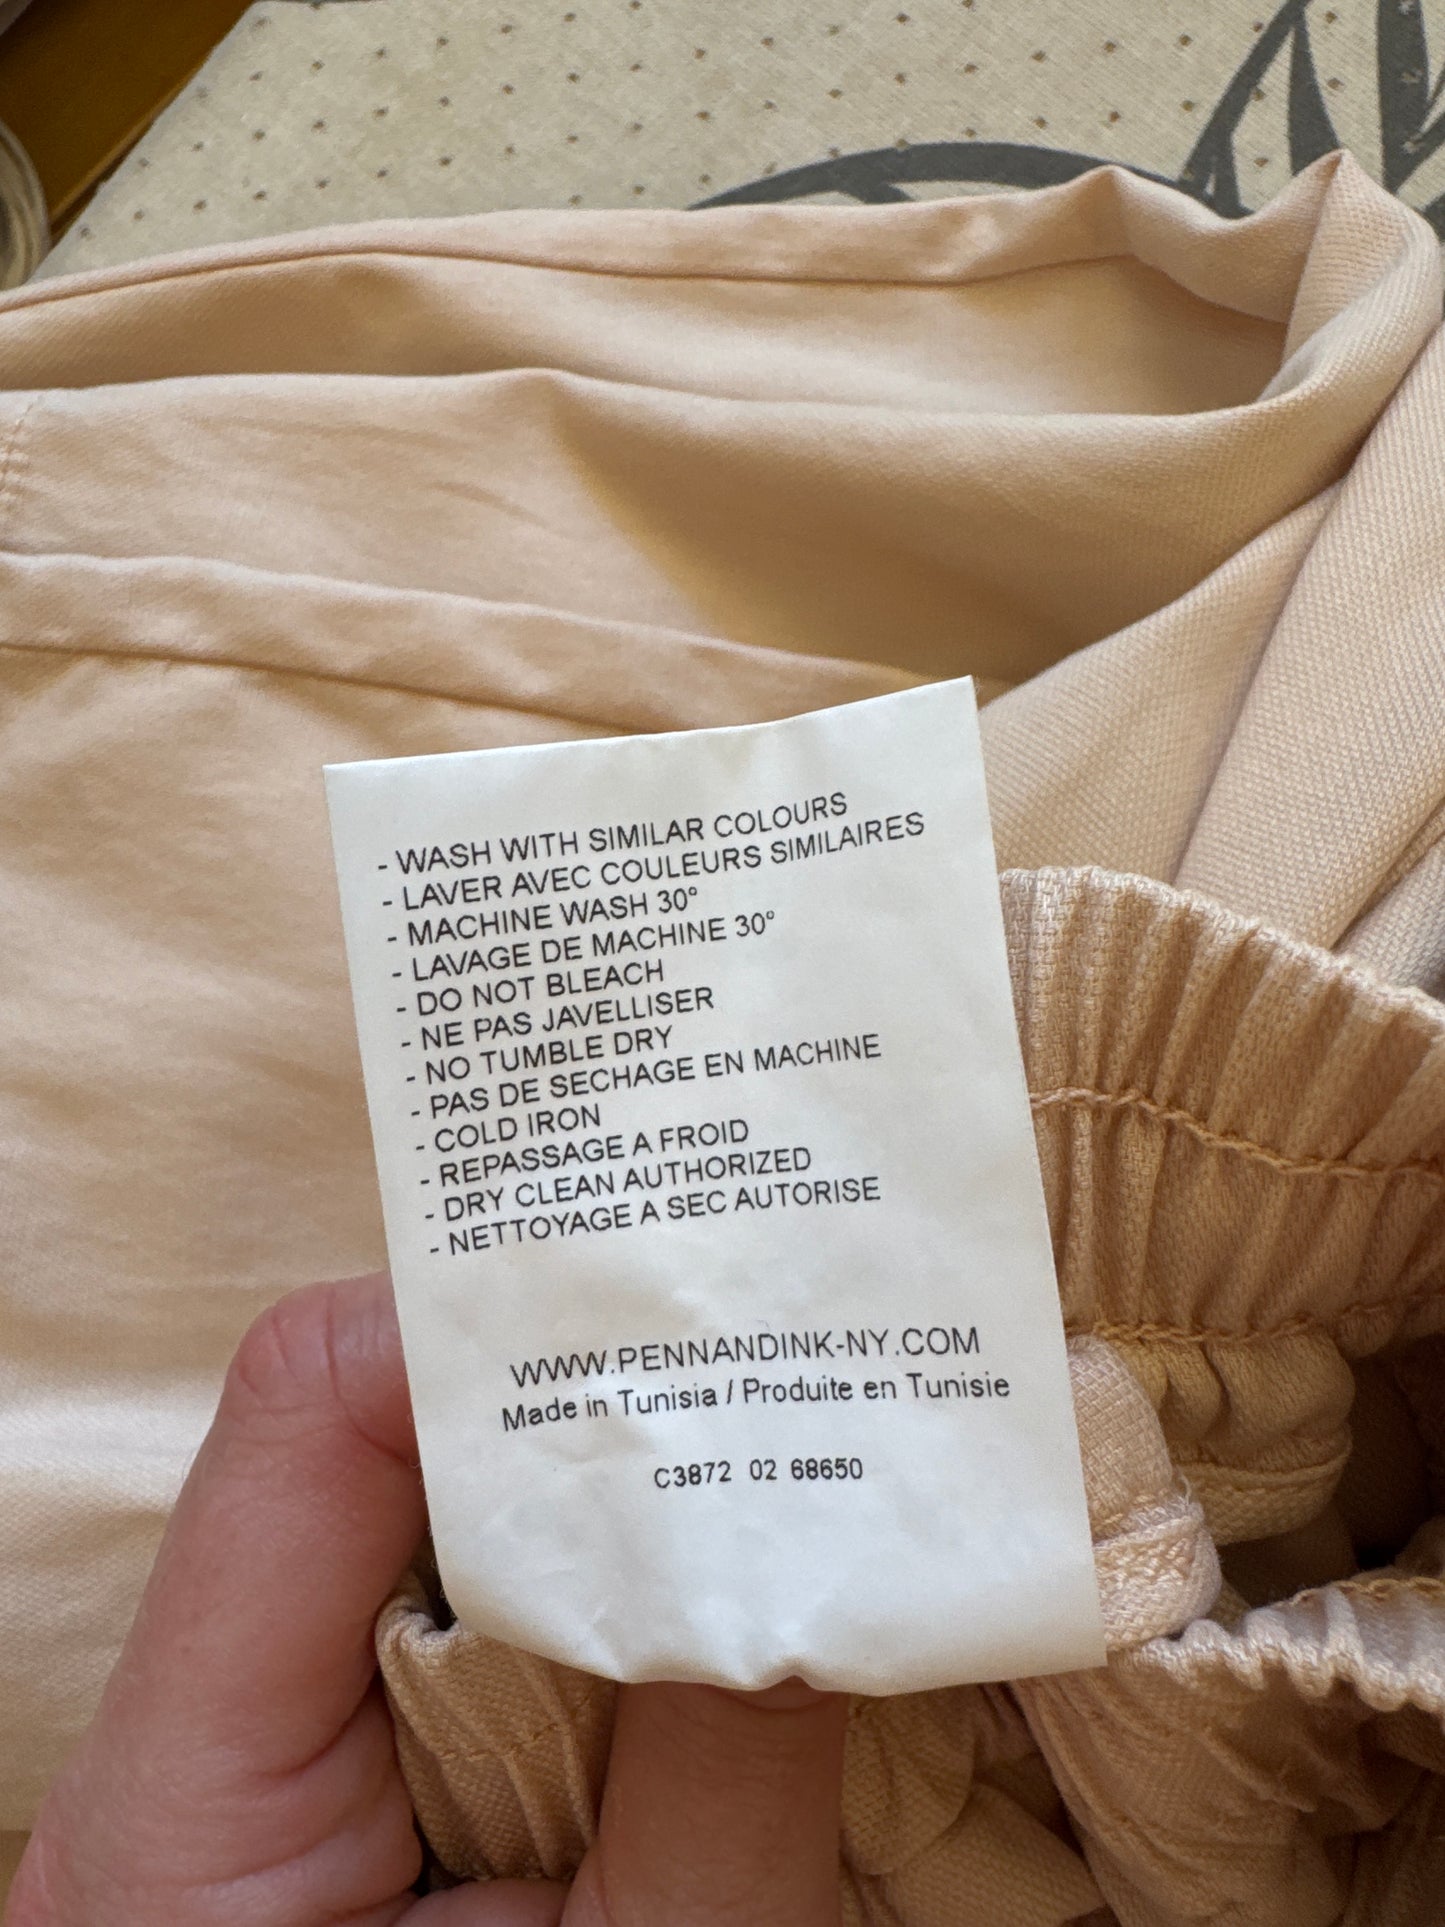 - WASH WITH SIMILAR COLOURS
- LAVER AVEC COULEURS SIMILAIRES
- MACHINE WASH 30°
- LAVAGE DE MACHINE 30°
- DO NOT BLEACH
- NE PAS JAVELLISER
- NO TUMBLE DRY
- PAS DE SECHAGE EN MACHINE
- COLD IRON
- REPASSAGE A FROID
- DRY CLEAN AUTHORIZED
- NETTOYAGE A SEC AUTORISE
WWW.PENNANDINK-NY.COM
Made in Tunisia / Produite en Tunisie
C3872 02 68650